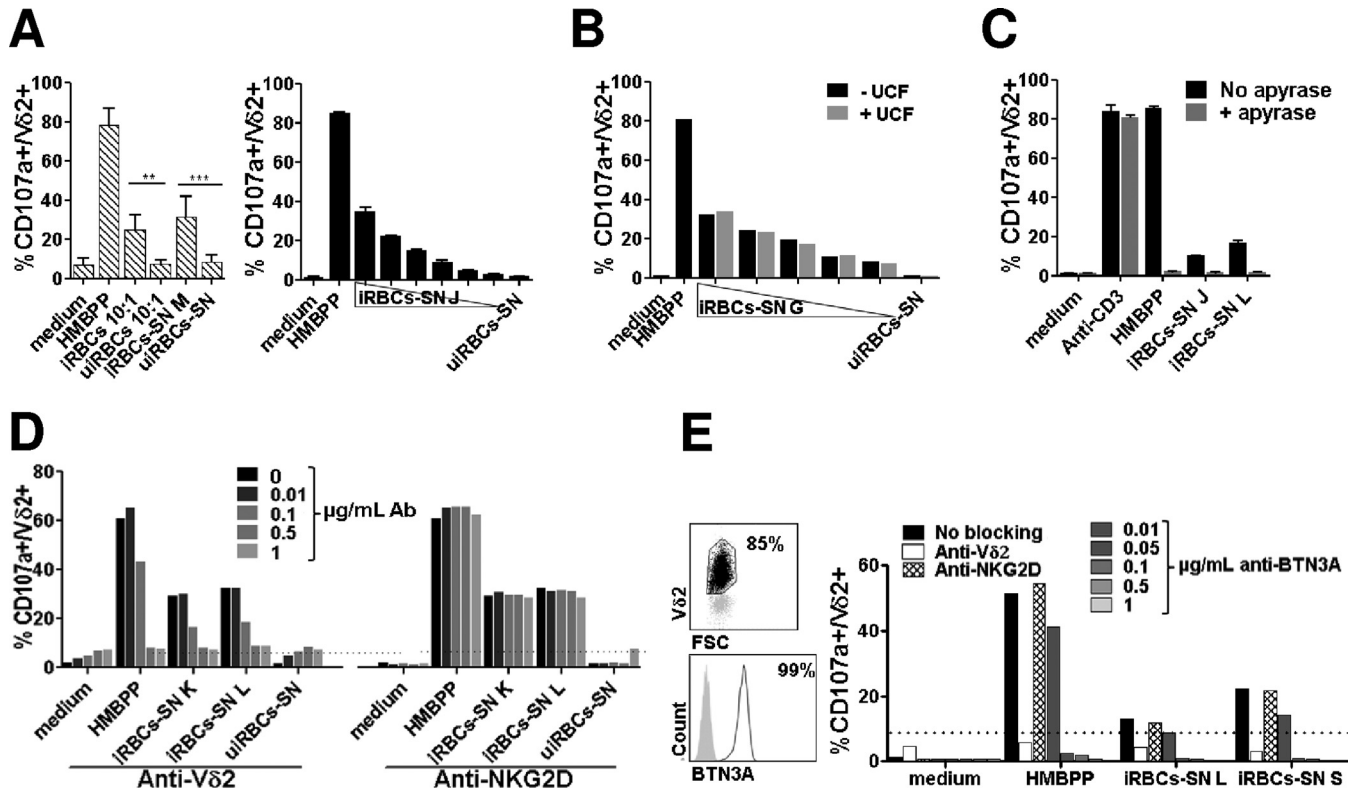 A
% CD107a+/Vδ2+
100
80
60
40
20
0
**
***
medium
HMBPP
iRBCs 10:1
uiRBCs 10:1
iRBCs-SN M
uiRBCs-SN
% CD107a+/Vδ2+
100
80
60
40
20
0
medium
HMBPP
iRBCs-SN J
uiRBCs-SN
B
% CD107a+/Vδ2+
100
80
60
40
20
0
- UCF
+ UCF
medium
HMBPP
iRBCs-SN G
uiRBCs-SN
C
% CD107a+/Vδ2+
100
80
60
40
20
0
No apyrase
+ apyrase
medium
Anti-CD3
HMBPP
iRBCs-SN J
iRBCs-SN L
D
% CD107a+/Vδ2+
80
60
40
20
0
0
0.01
0.1
0.5
1
µg/mL Ab
medium
HMBPP
iRBCs-SN K
iRBCs-SN L
uiRBCs-SN
Anti-Vδ2
medium
HMBPP
iRBCs-SN K
iRBCs-SN L
uiRBCs-SN
Anti-NKG2D
E
85%
Vδ2
FSC
99%
Count
BTN3A
% CD107a+/Vδ2+
60
40
20
0
No blocking
Anti-Vδ2
Anti-NKG2D
0.01
0.05
0.1
0.5
1
µg/mL anti-BTN3A
medium
HMBPP
iRBCs-SN L
iRBCs-SN S